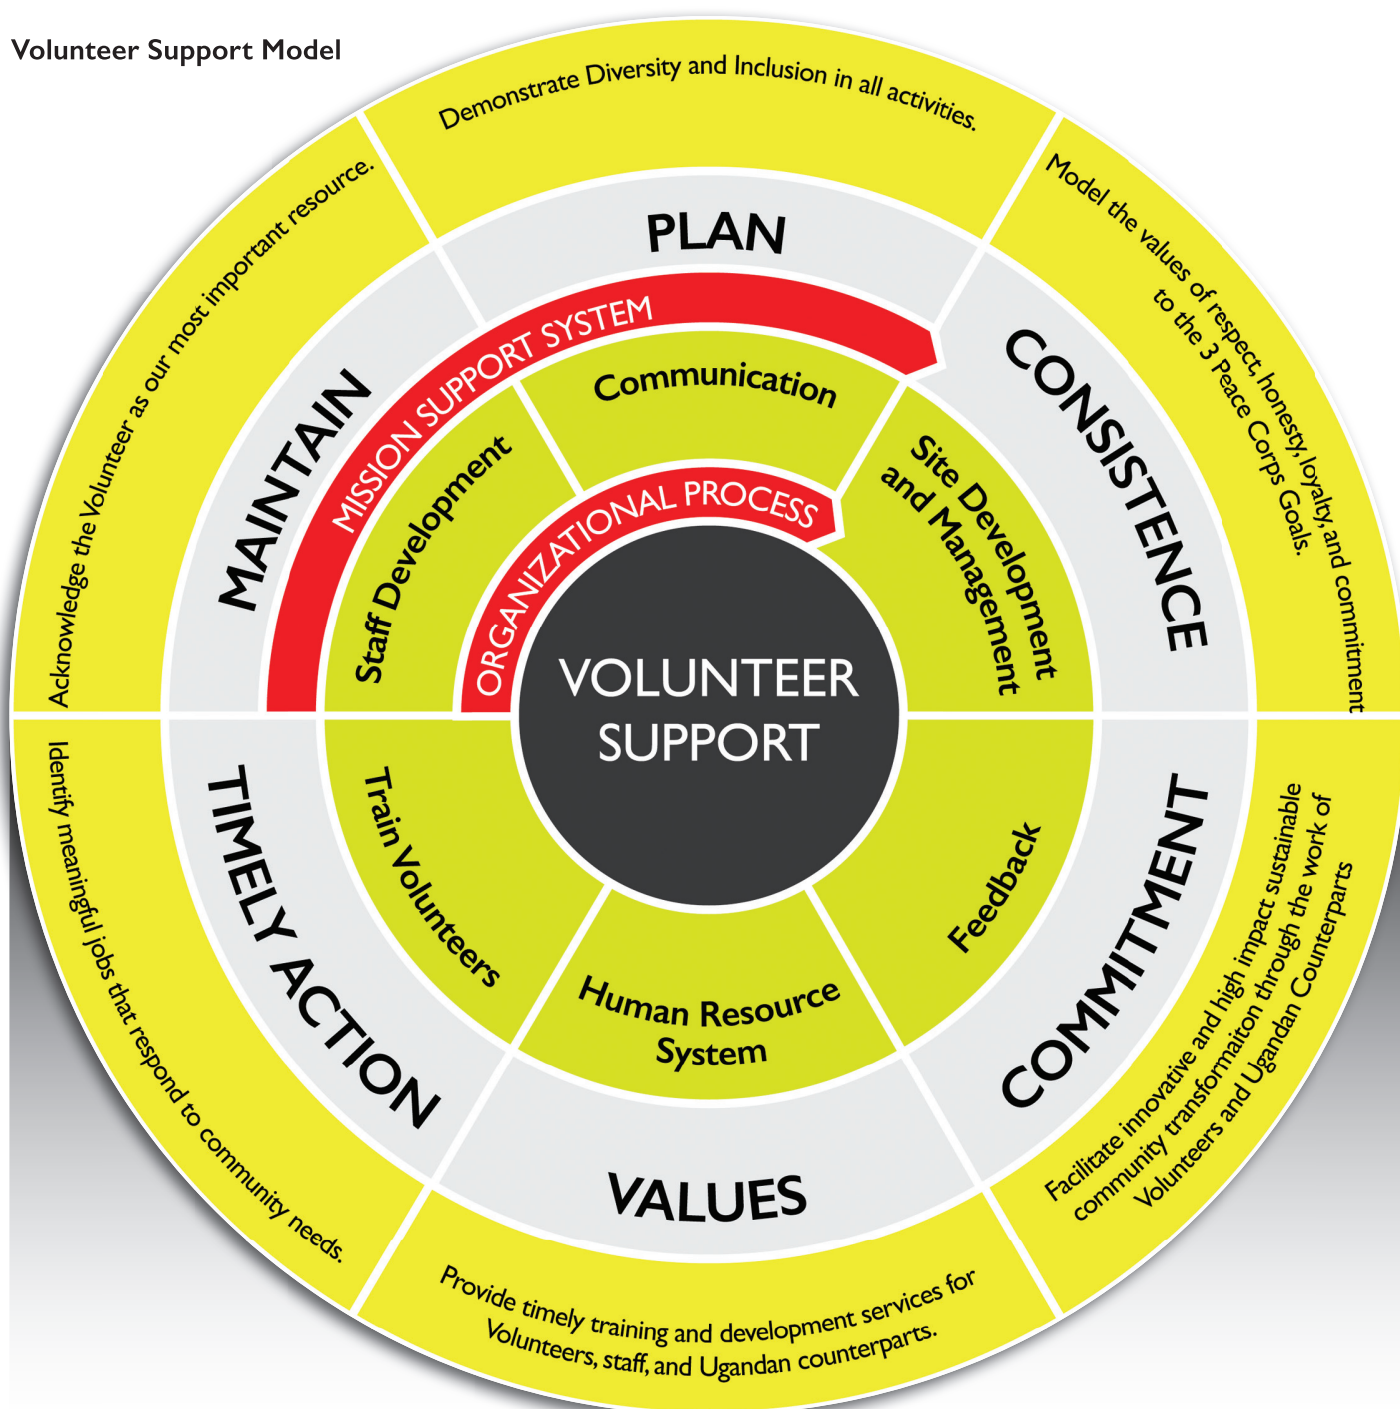 Volunteer Support Model
Demonstrate Diversity and Inclusion in all activities.
Model the values of respect, honesty, loyalty, and commitment
to the 3 Peace Corps Goals.
Facilitate innovative and high impact sustainable
community transformaiton through the work of
Volunteers and Ugandan Counterparts
Provide timely training and development services for
Volunteers, staff, and Ugandan counterparts.
Identify meaningful jobs that respond to community needs.
Acknowledge the Volunteer as our most important resource.
PLAN
CONSISTENCE
COMMITMENT
VALUES
TIMELY ACTION
MAINTAIN
MISSION SUPPORT SYSTEM
Communication
Site Development
and Management
Feedback
Human Resource
System
Train Volunteers
Staff Development
ORGANIZATIONAL PROCESS
VOLUNTEER
SUPPORT